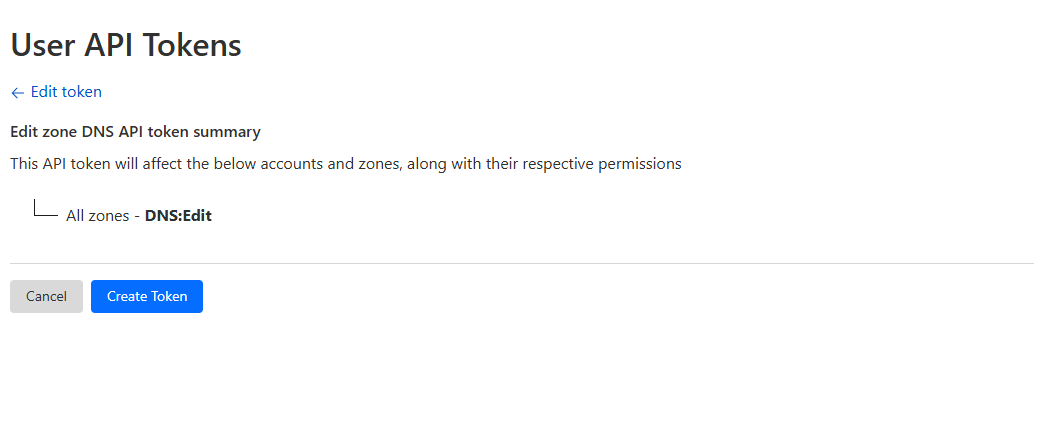 User API Tokens
← Edit token
Edit zone DNS API token summary
This API token will affect the below accounts and zones, along with their respective permissions
All zones - DNS:Edit
Cancel
Create Token